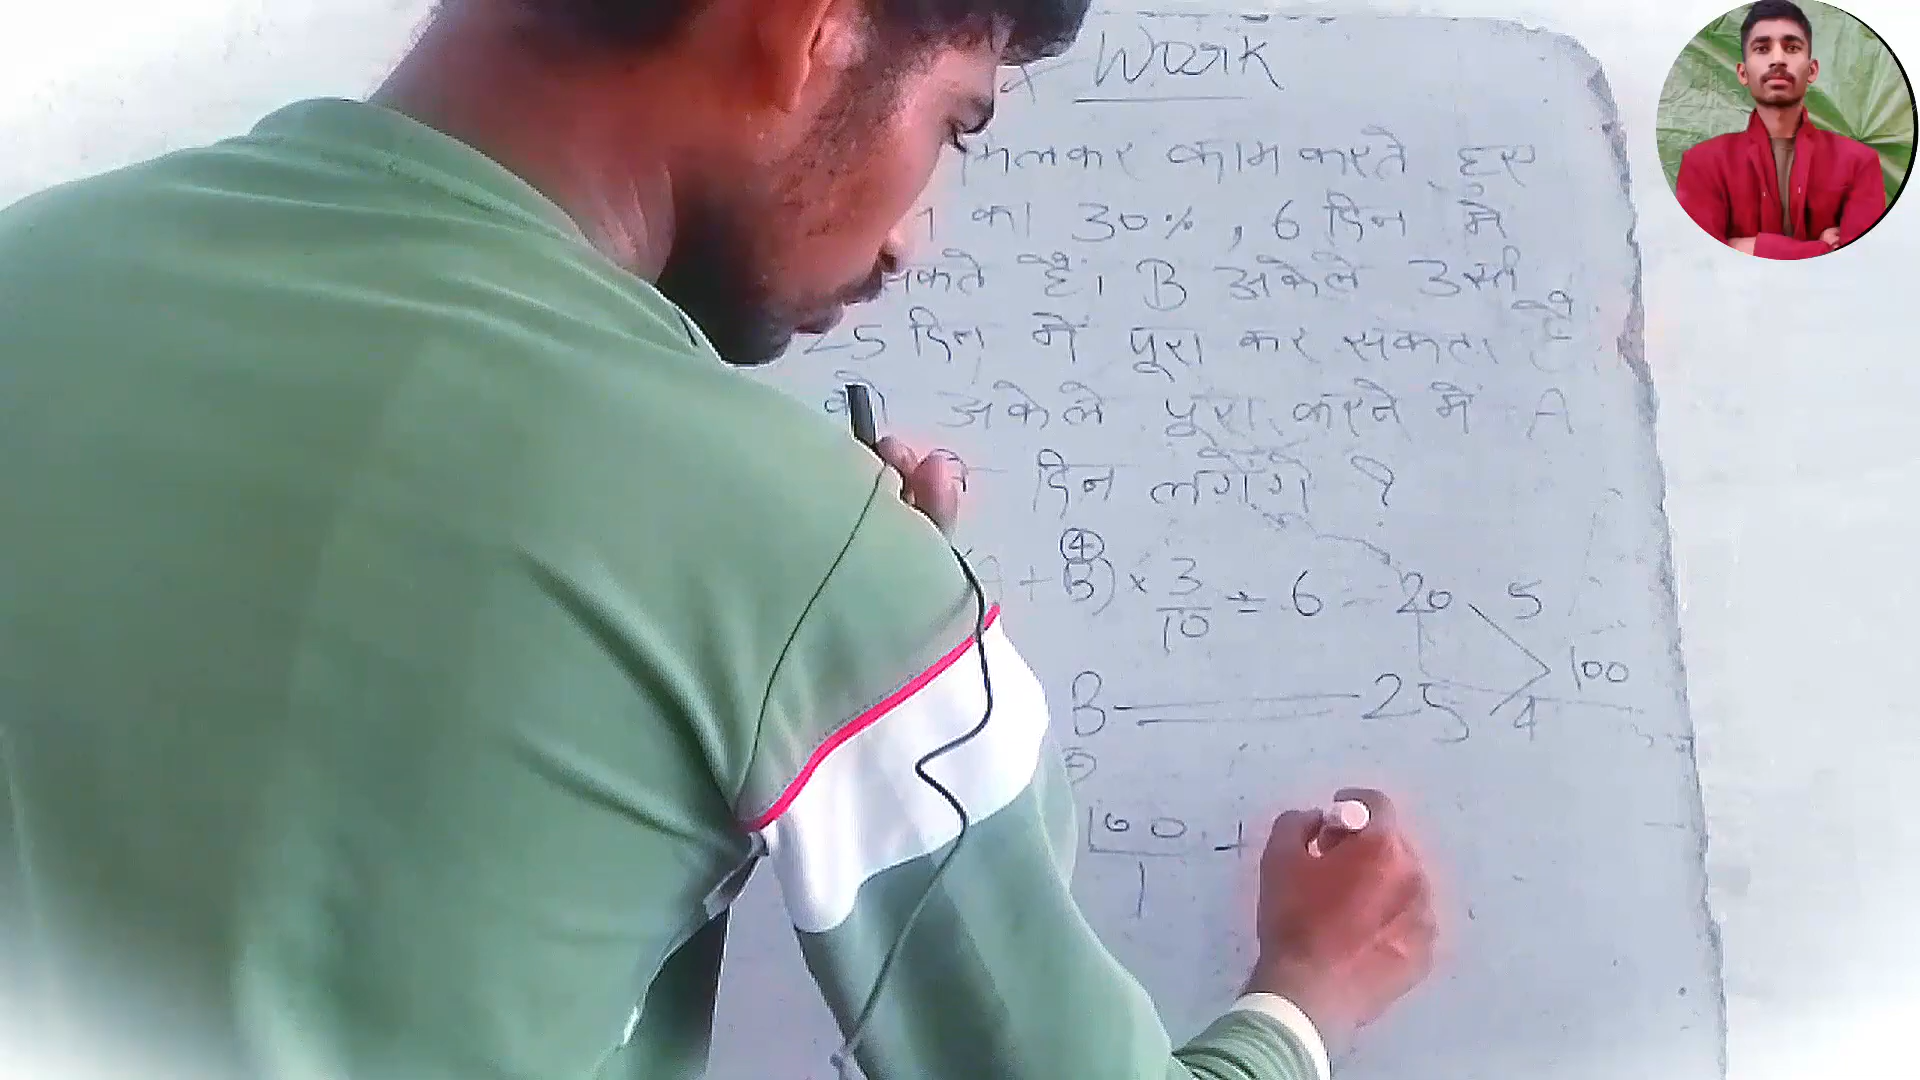 Work
मिलकर काम करते हुए
का 30%, 6 दिन में
सकते हैं। B अकेले उसी
25 दिन में पूरा कर सकता है
को अकेले पूरा करने में A
दिन लगेंगे ?
④
+ B) × 3/10 = 6 20 5
100
B 25 4
100/1 +